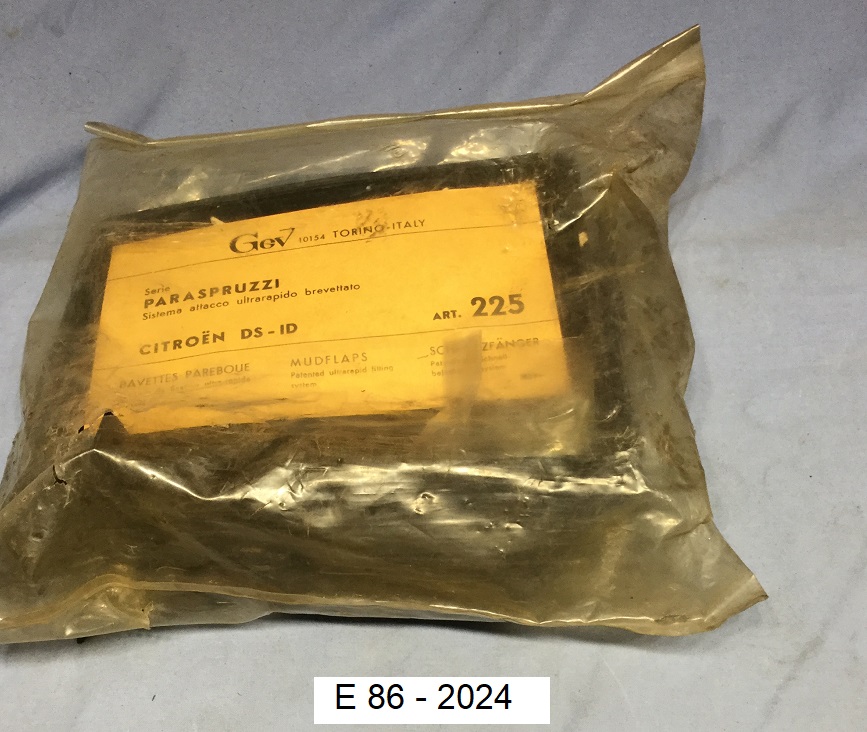 Gev 10154 TORINO-ITALY
Serie
PARASPRUZZI
Sistema attacco ultrarapido brevettato
CITROËN DS-ID
ART. 225
BAVETTES PAREBOUE
MUDFLAPS
Patented ultrarapid fitting
system
E 86 - 2024